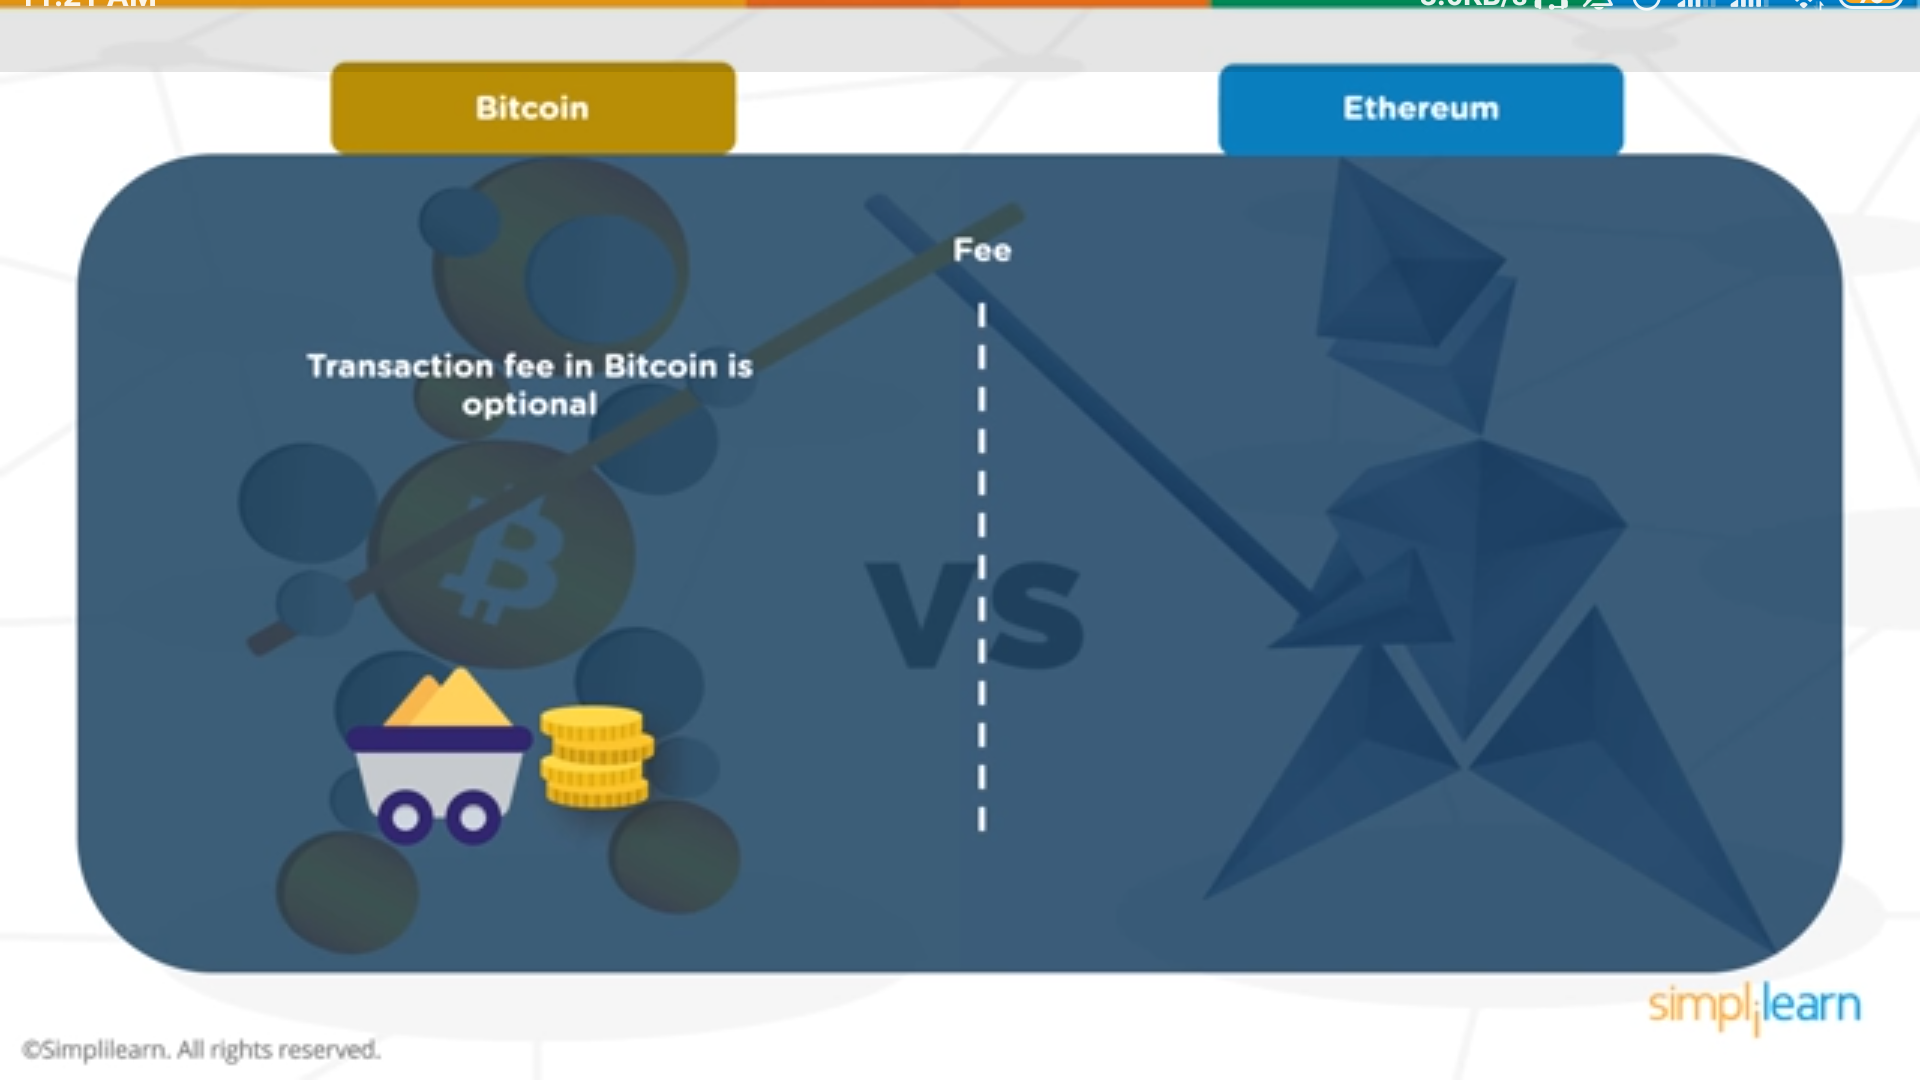 Bitcoin
Ethereum
Fee
Transaction fee in Bitcoin is
optional
VS
simplilearn
©Simplilearn. All rights reserved.